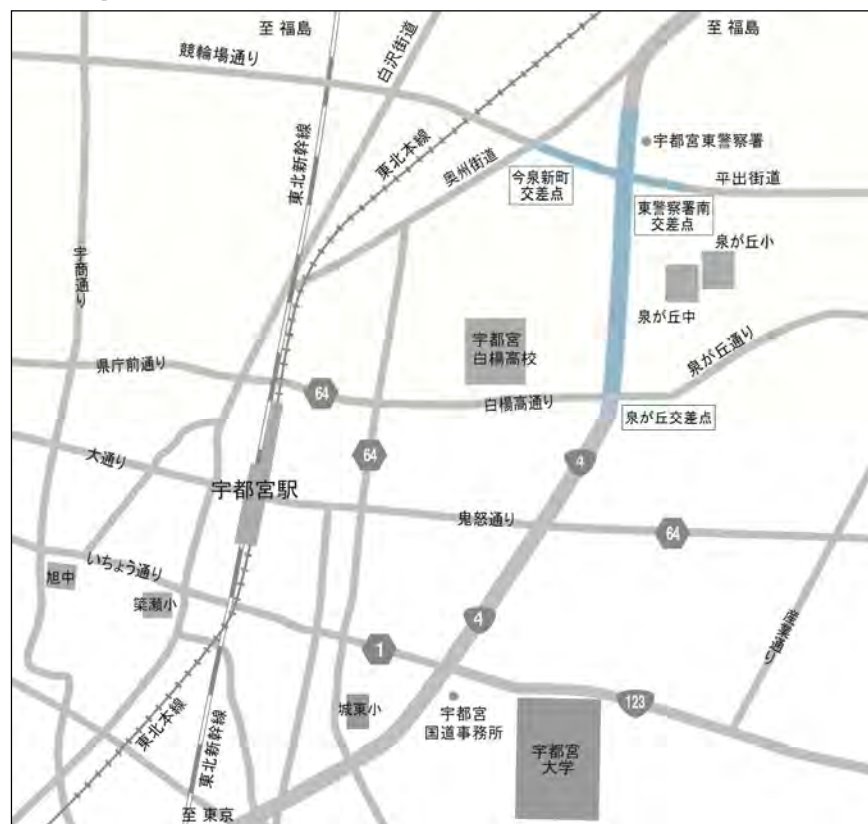 至 福島
至 福島
競輪場通り
白沢街道
東北新幹線
東北本線
奥州街道
宇都宮東警察署
今泉新町
交差点
平出街道
東警察署南
交差点
泉が丘小
泉が丘中
宇商通り
宇都宮
白楊高校
泉が丘通り
県庁前通り
64
白楊高通り
泉が丘交差点
大通り
64
4
宇都宮駅
鬼怒通り
64
いちょう通り
旭中
簗瀬小
4
1
産業通り
城東小
宇都宮
国道事務所
123
宇都宮
大学
東北本線
東北新幹線
至 東京